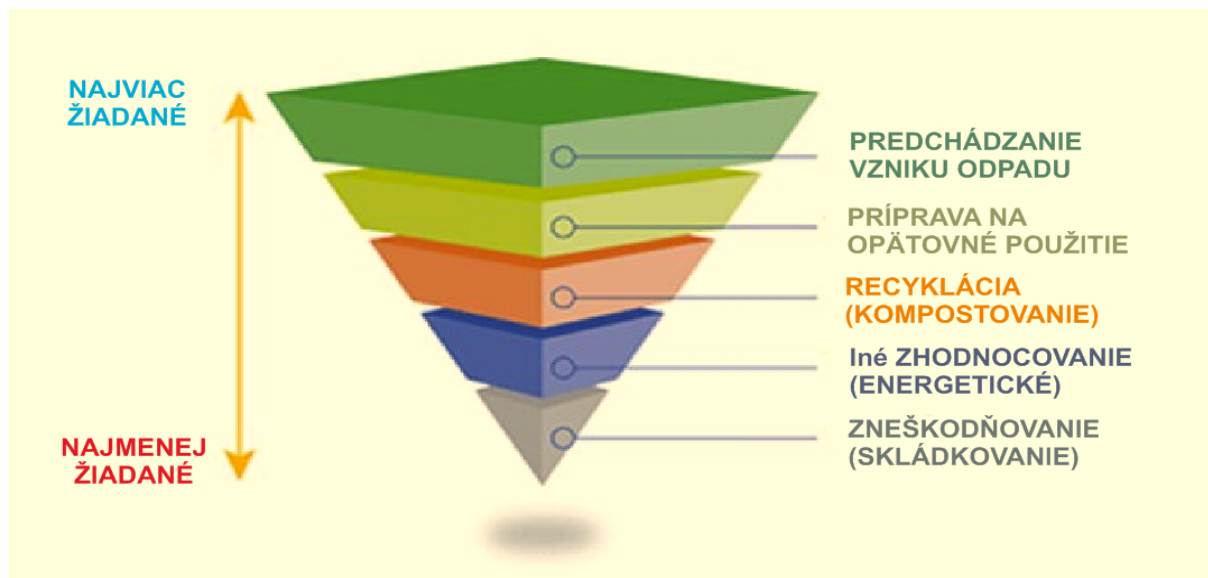 NAJVIAC
ŽIADANÉ
PREDCHÁDZANIE
VZNIKU ODPADU
PRÍPRAVA NA
OPÄTOVNÉ POUŽITIE
RECYKLÁCIA
(KOMPOSTOVANIE)
Iné ZHODNOCOVANIE
(ENERGETICKÉ)
ZNEŠKODŇOVANIE
(SKLÁDKOVANIE)
NAJMENEJ
ŽIADANÉ